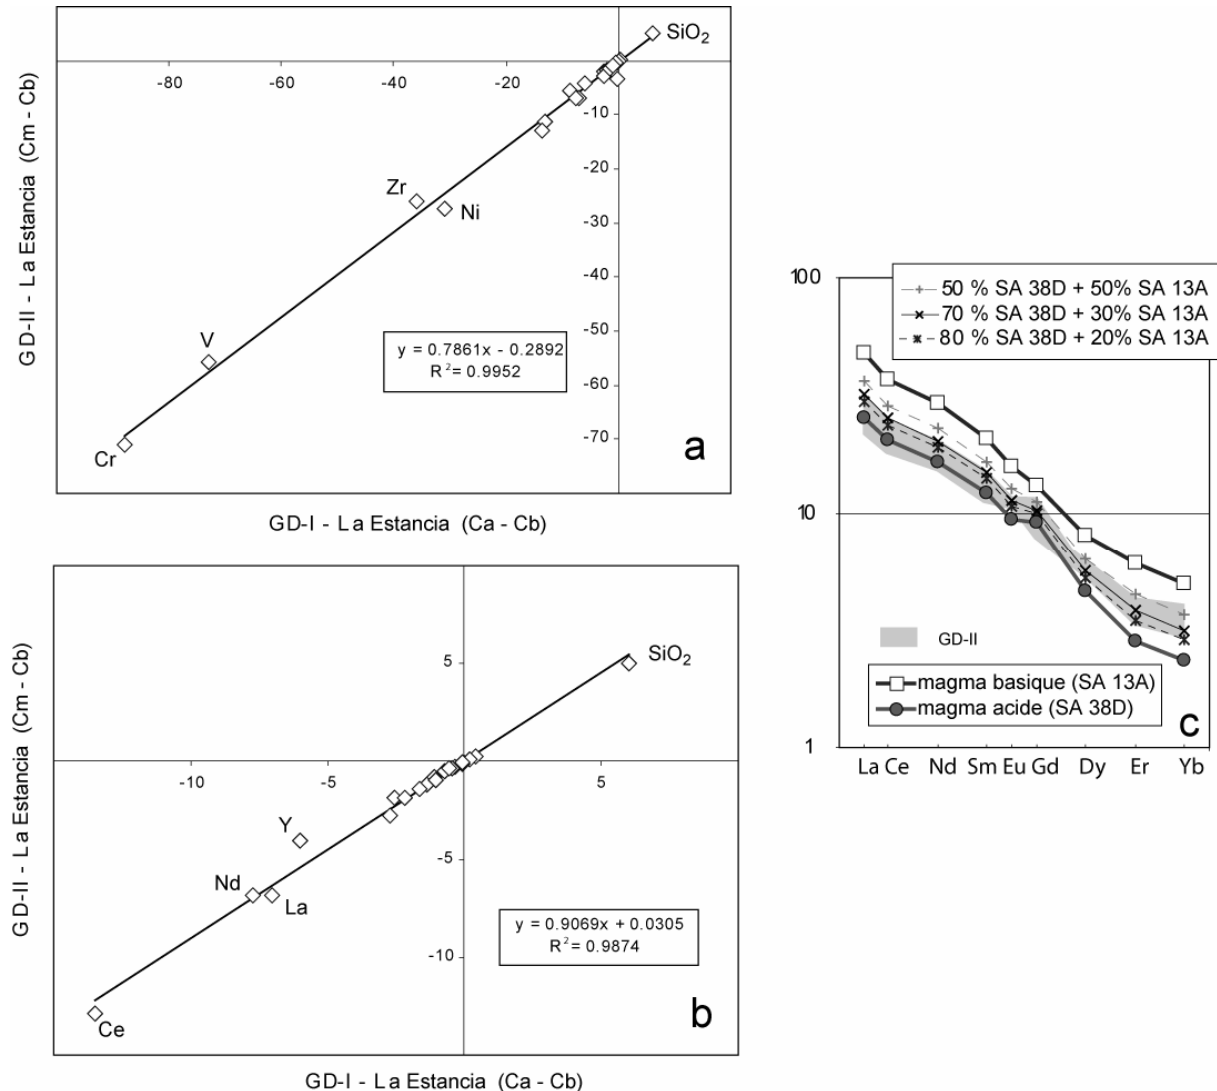 SiO2
-80
-60
-40
-20
-10
-20
-30
-40
-50
-60
-70
Zr
Ni
V
Cr
y = 0.7861x - 0.2892
R2 = 0.9952
a
GD-II - La Estancia (Cm - Cb)
GD-I - La Estancia (Ca - Cb)
5
SiO2
-10
-5
5
Y
-5
Nd
La
y = 0.9069x + 0.0305
R2 = 0.9874
-10
Ce
b
GD-II - La Estancia (Cm - Cb)
GD-I - La Estancia (Ca - Cb)
100
50 % SA 38D + 50% SA 13A
70 % SA 38D + 30% SA 13A
80 % SA 38D + 20% SA 13A
10
GD-II
magma basique (SA 13A)
magma acide (SA 38D)
c
1
La Ce Nd Sm Eu Gd Dy Er Yb